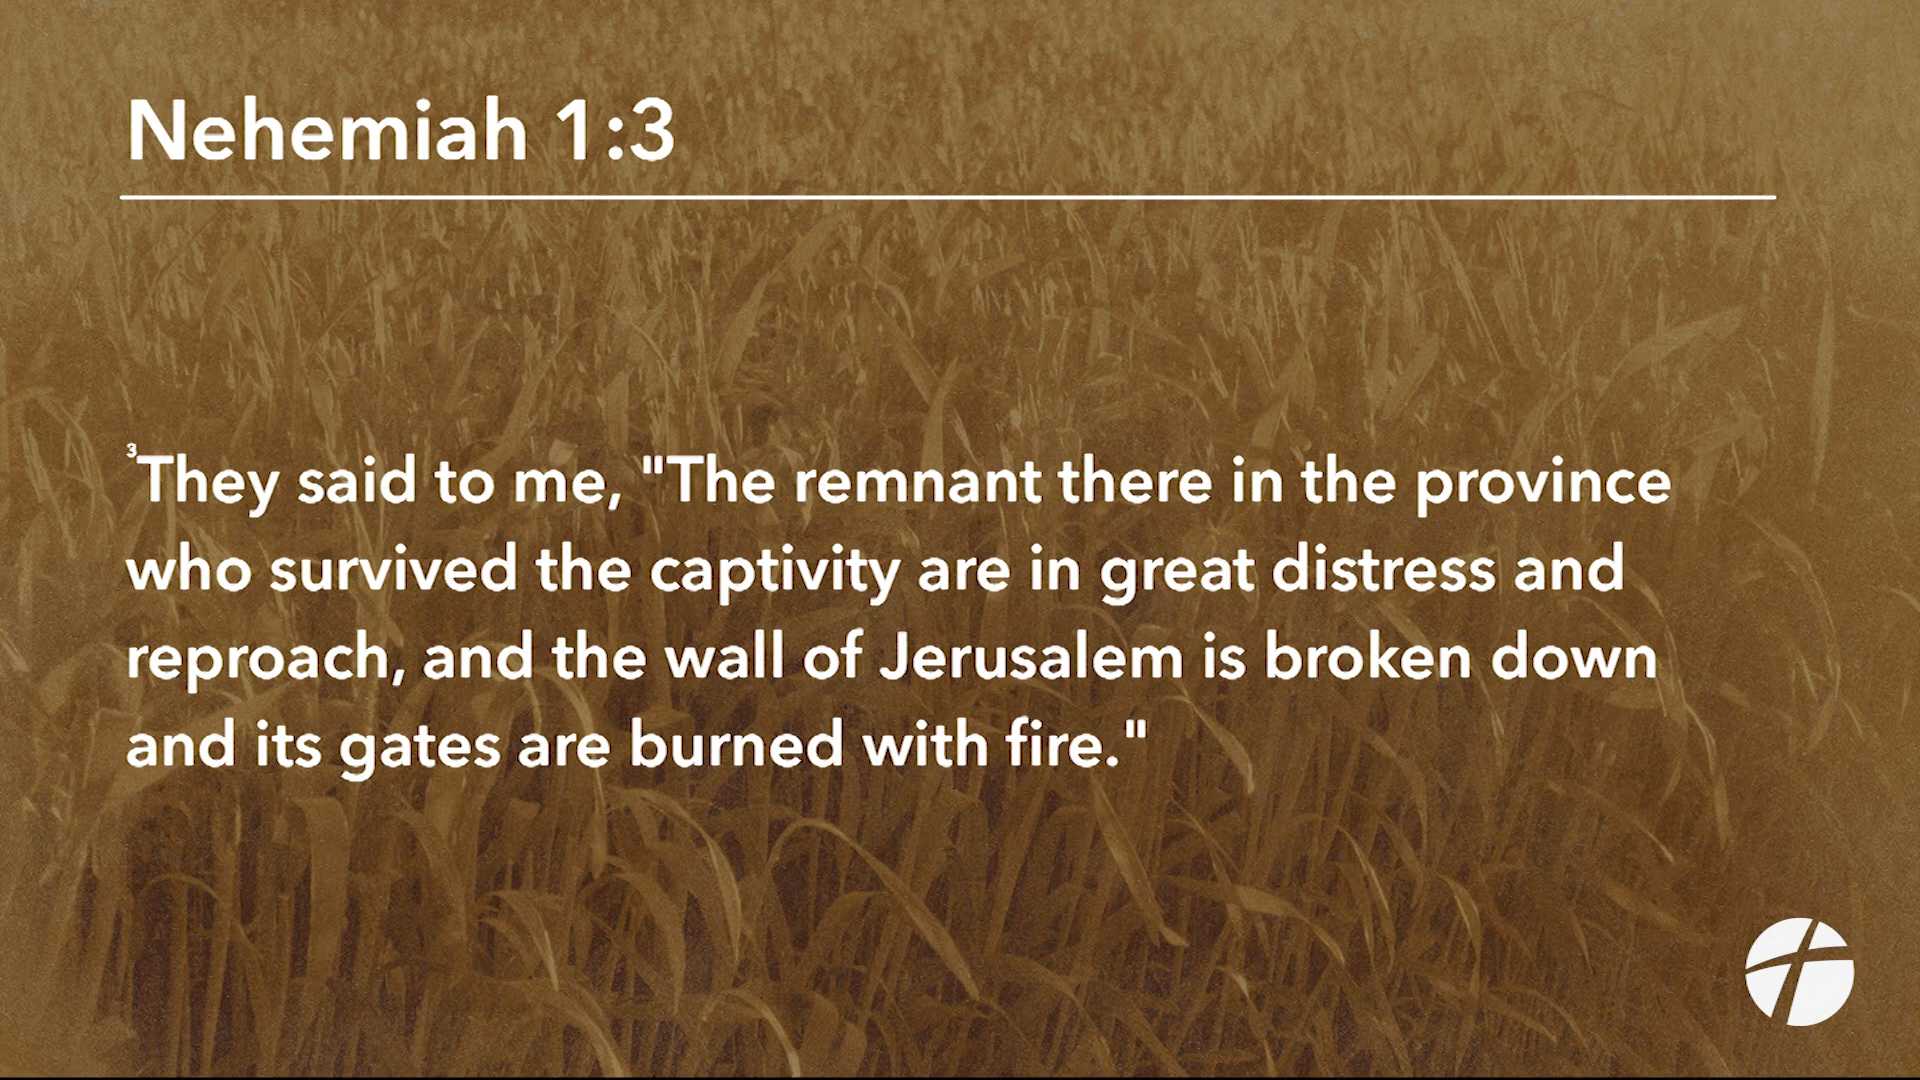 Nehemiah 1:3
³They said to me, "The remnant there in the province
who survived the captivity are in great distress and
reproach, and the wall of Jerusalem is broken down
and its gates are burned with fire."